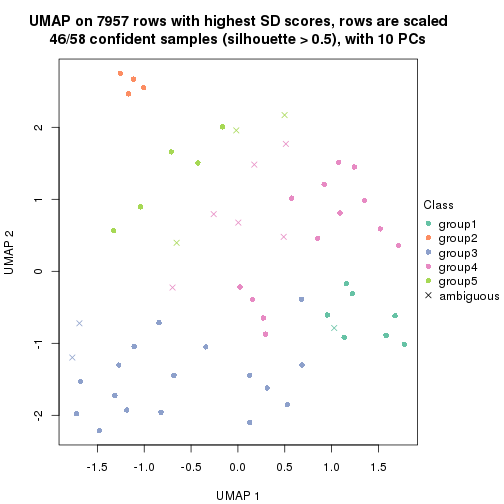 UMAP on 7957 rows with highest SD scores, rows are scaled
46/58 confident samples (silhouette > 0.5), with 10 PCs
UMAP 2
2
1
0
-1
-2
-1.5
-1.0
-0.5
0.0
0.5
1.0
1.5
UMAP 1
Class
group1
group2
group3
group4
group5
ambiguous